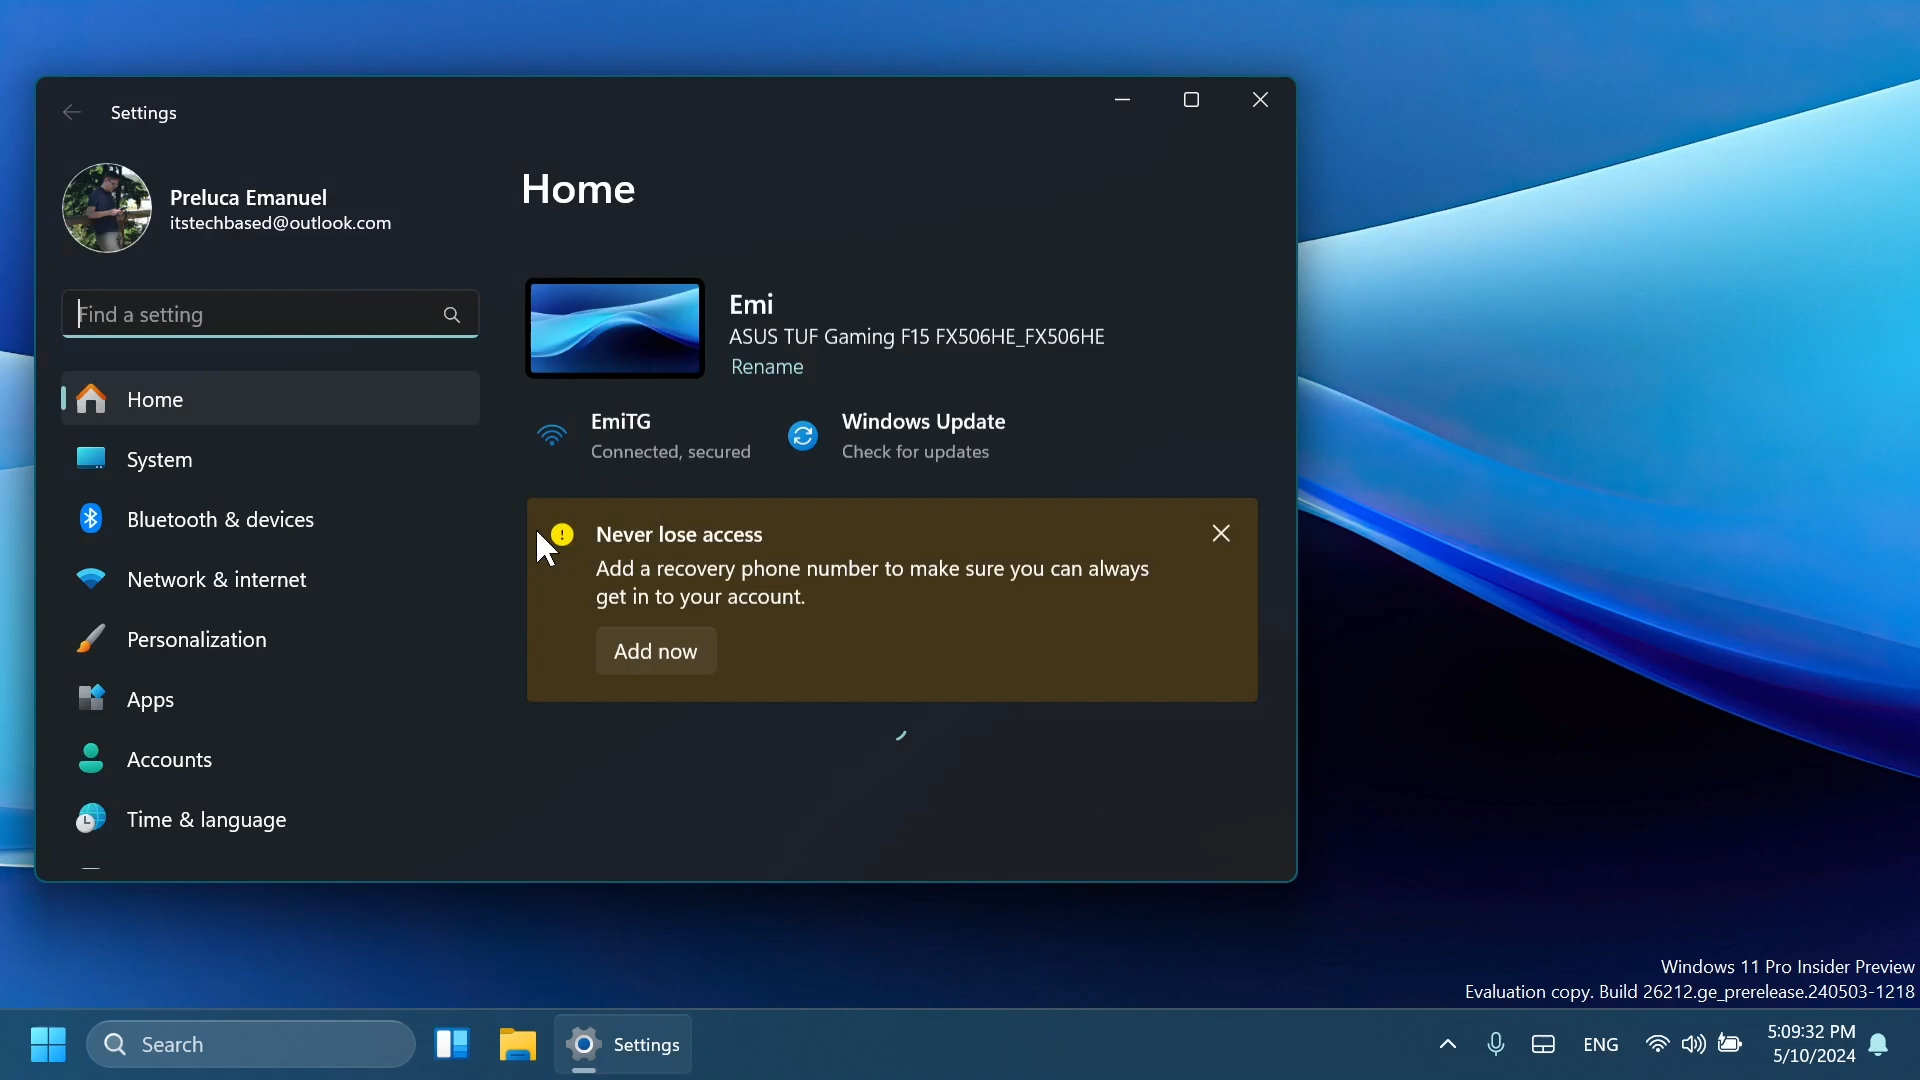 Settings
Preluca Emanuel
itstechbased@outlook.com
Find a setting
Home
System
Bluetooth & devices
Network & internet
Personalization
Apps
Accounts
Time & language
Home
Emi
ASUS TUF Gaming F15 FX506HE_FX506HE
Rename
EmiTG
Connected, secured
Windows Update
Check for updates
Never lose access
Add a recovery phone number to make sure you can always
get in to your account.
Add now
Windows 11 Pro Insider Preview
Evaluation copy. Build 26212.ge_prerelease.240503-1218
Search
Settings
ENG
5:09:32 PM
5/10/2024